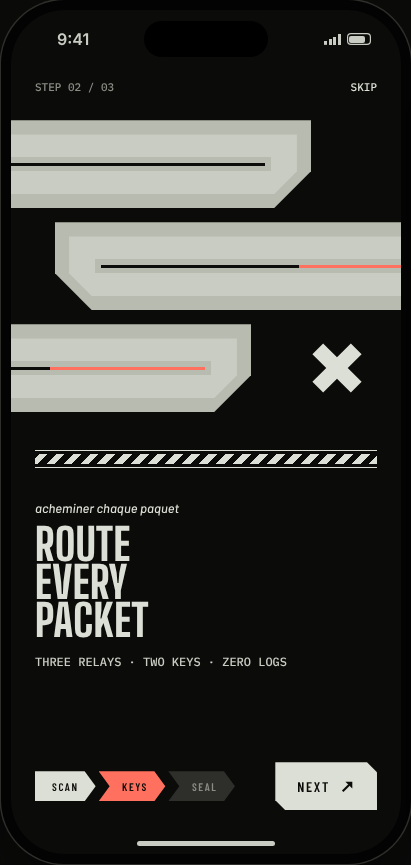 9:41
STEP 02 / 03
SKIP
acheminer chaque paquet
ROUTE
EVERY
PACKET
THREE RELAYS · TWO KEYS · ZERO LOGS
SCAN
KEYS
SEAL
NEXT